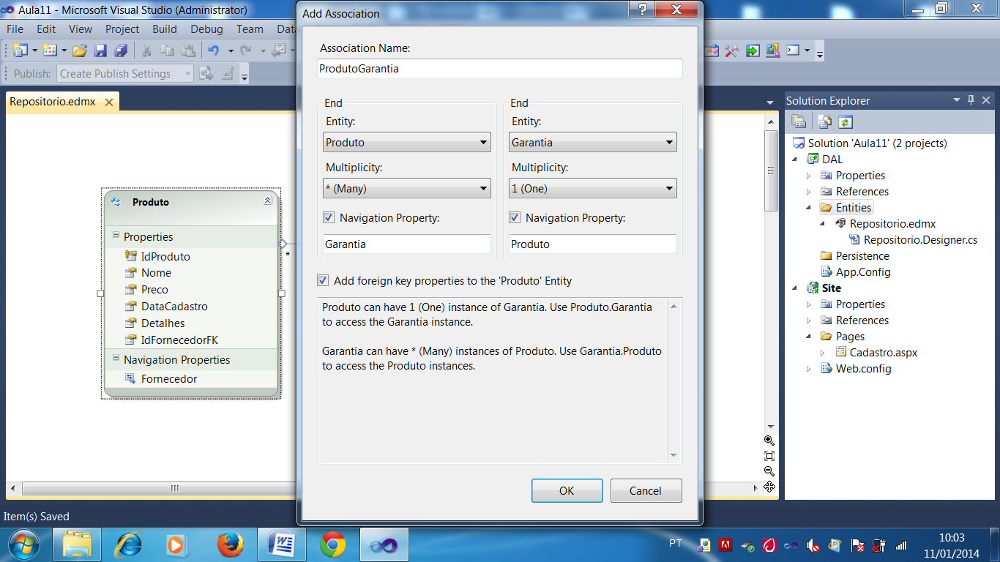 Aula11 - Microsoft Visual Studio (Administrator)
File Edit View Project Build Debug Team
Publish: Create Publish Settings
Repositorio.edmx
Produto
Properties
IdProduto
Nome
Preco
DataCadastro
Detalhes
IdFornecedorFK
Navigation Properties
Fornecedor
*
Add Association
Association Name:
ProdutoGarantia
End
Entity:
Produto
Multiplicity:
* (Many)
Navigation Property:
Garantia
End
Entity:
Garantia
Multiplicity:
1 (One)
Navigation Property:
Produto
Add foreign key properties to the 'Produto' Entity
Produto can have 1 (One) instance of Garantia. Use Produto.Garantia
to access the Garantia instance.
Garantia can have * (Many) instances of Produto. Use Garantia.Produto
to access the Produto instances.
OK Cancel
Solution Explorer
Solution 'Aula11' (2 projects)
DAL
Properties
References
Entities
Repositorio.edmx
Repositorio.Designer.cs
Persistence
App.Config
Site
Properties
References
Pages
Cadastro.aspx
Web.config
Item(s) Saved
PT
10:03
11/01/2014